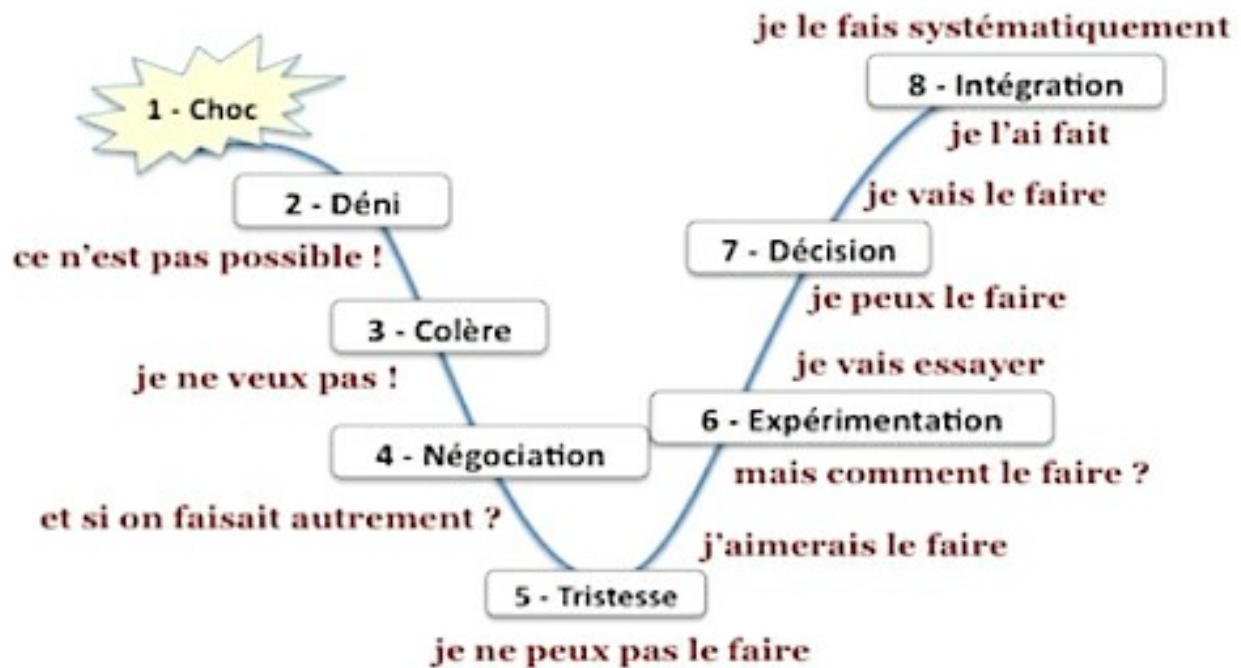 1 - Choc
2 - Déni
ce n'est pas possible !
3 - Colère
je ne veux pas !
4 - Négociation
et si on faisait autrement ?
5 - Tristesse
je ne peux pas le faire
j'aimerais le faire
mais comment le faire ?
6 - Expérimentation
je vais essayer
je peux le faire
7 - Décision
je vais le faire
je l'ai fait
8 - Intégration
je le fais systématiquement